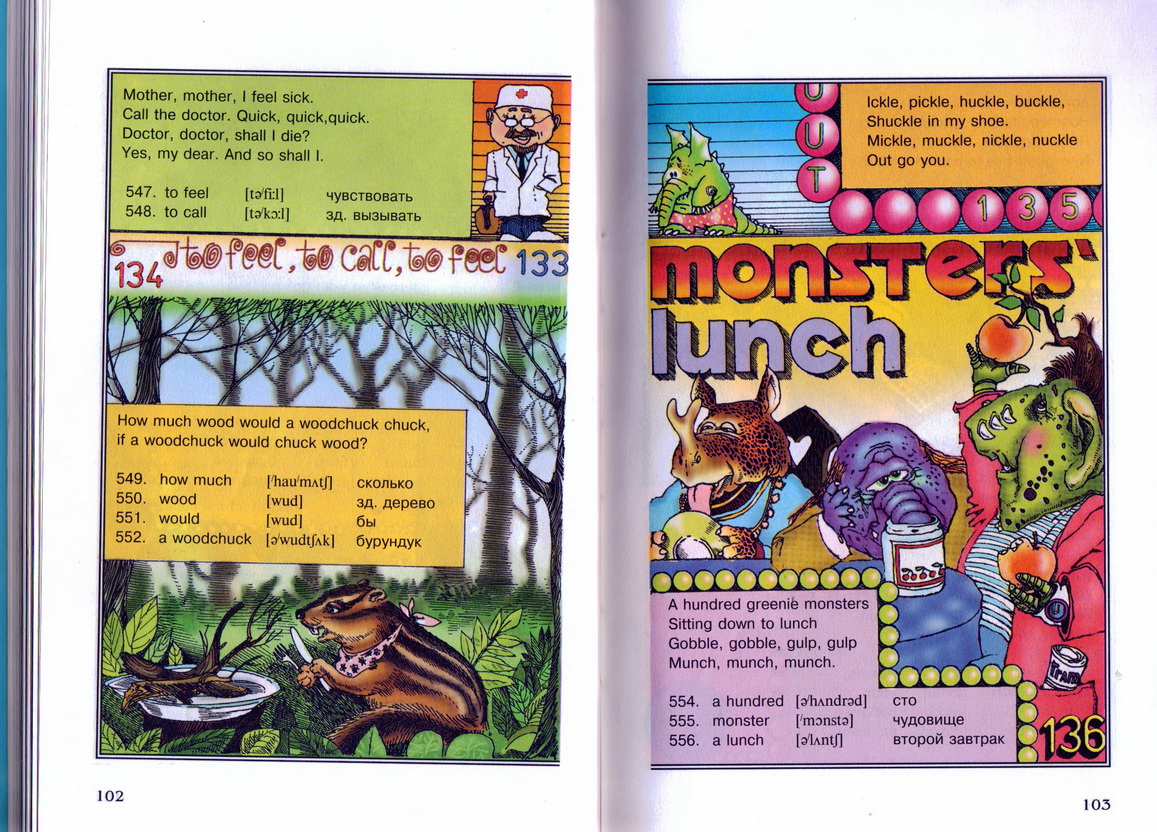 Mother, mother, I feel sick.
Call the doctor. Quick, quick,quick.
Doctor, doctor, shall I die?
Yes, my dear. And so shall I.
547. to feel [tə'fi:l] чувствовать
548. to call [tə'kɔ:l] зд. вызывать
to feel, to call, to feel
134
133
How much wood would a woodchuck chuck,
if a woodchuck would chuck wood?
549. how much ['hau'mʌtʃ] сколько
550. wood [wud] зд. дерево
551. would [wud] бы
552. a woodchuck [ə'wudtʃʌk] бурундук
102
O
U
T
Ickle, pickle, huckle, buckle,
Shuckle in my shoe.
Mickle, muckle, nickle, nuckle
Out go you.
135
monsters'
lunch
A hundred greenie monsters
Sitting down to lunch
Gobble, gobble, gulp, gulp
Munch, munch, munch.
554. a hundred [ə'hʌndrəd] сто
555. monster ['mɔnstə] чудовище
556. a lunch [ə'lʌntʃ] второй завтрак
136
103